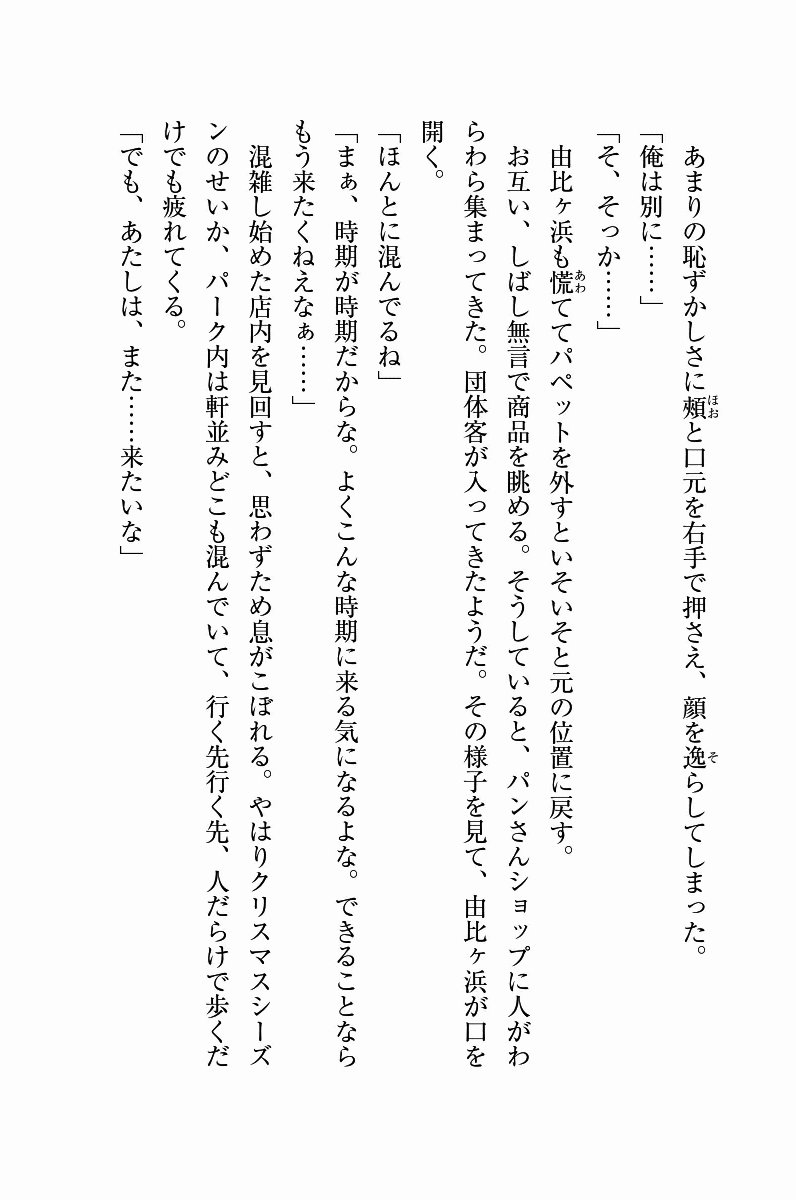 あまりの恥ずかしさに頬と口元を右手で押さえ、顔を逸らしてしまった。
「俺は別に……」
「そ、そっか……」
由比ヶ浜も慌ててパペットを外すといそいそと元の位置に戻す。
お互い、しばし無言で商品を眺める。そうしていると、パンさんショップに人がわ
らわら集まってきた。団体客が入ってきたようだ。その様子を見て、由比ヶ浜が口を
開く。
「ほんとに混んでるね」
「まぁ、時期が時期だからな。よくこんな時期に来る気になるよな。できることなら
もう来たくねえなぁ……」
混雑し始めた店内を見回すと、思わずため息がこぼれる。やはりクリスマスシーズ
ンのせいか、パーク内は軒並みどこも混んでいて、行く先行く先、人だらけで歩くだ
けでも疲れてくる。
「でも、あたしは、また……来たいな」